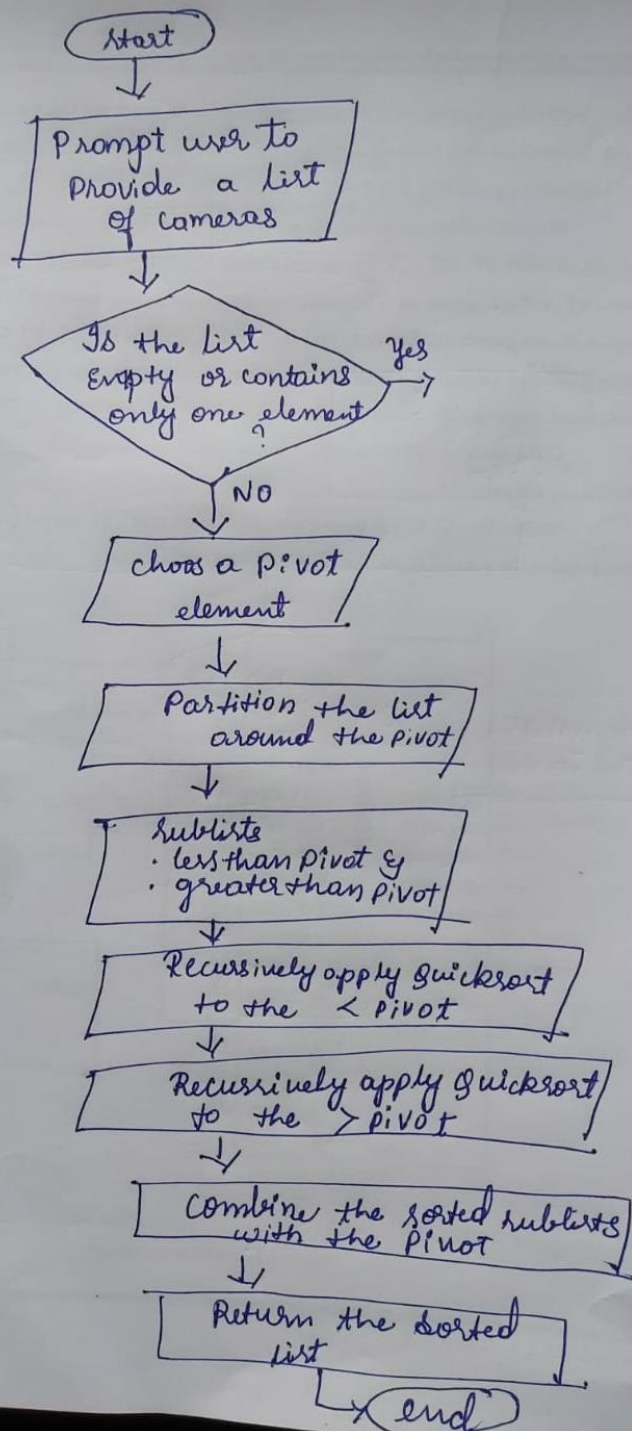 Start
Prompt user to
Provide a list
of cameras
Is the list
Empty or contains
only one element
?
Yes
NO
choos a pivot
element
Partition the list
around the pivot
sublists
· less than pivot &
· greater than pivot
Recussively apply Quicksort
to the < pivot
Recussively apply Quicksort
to the > pivot
Combine the sorted sublists
with the Pivot
Return the sorted
list
end